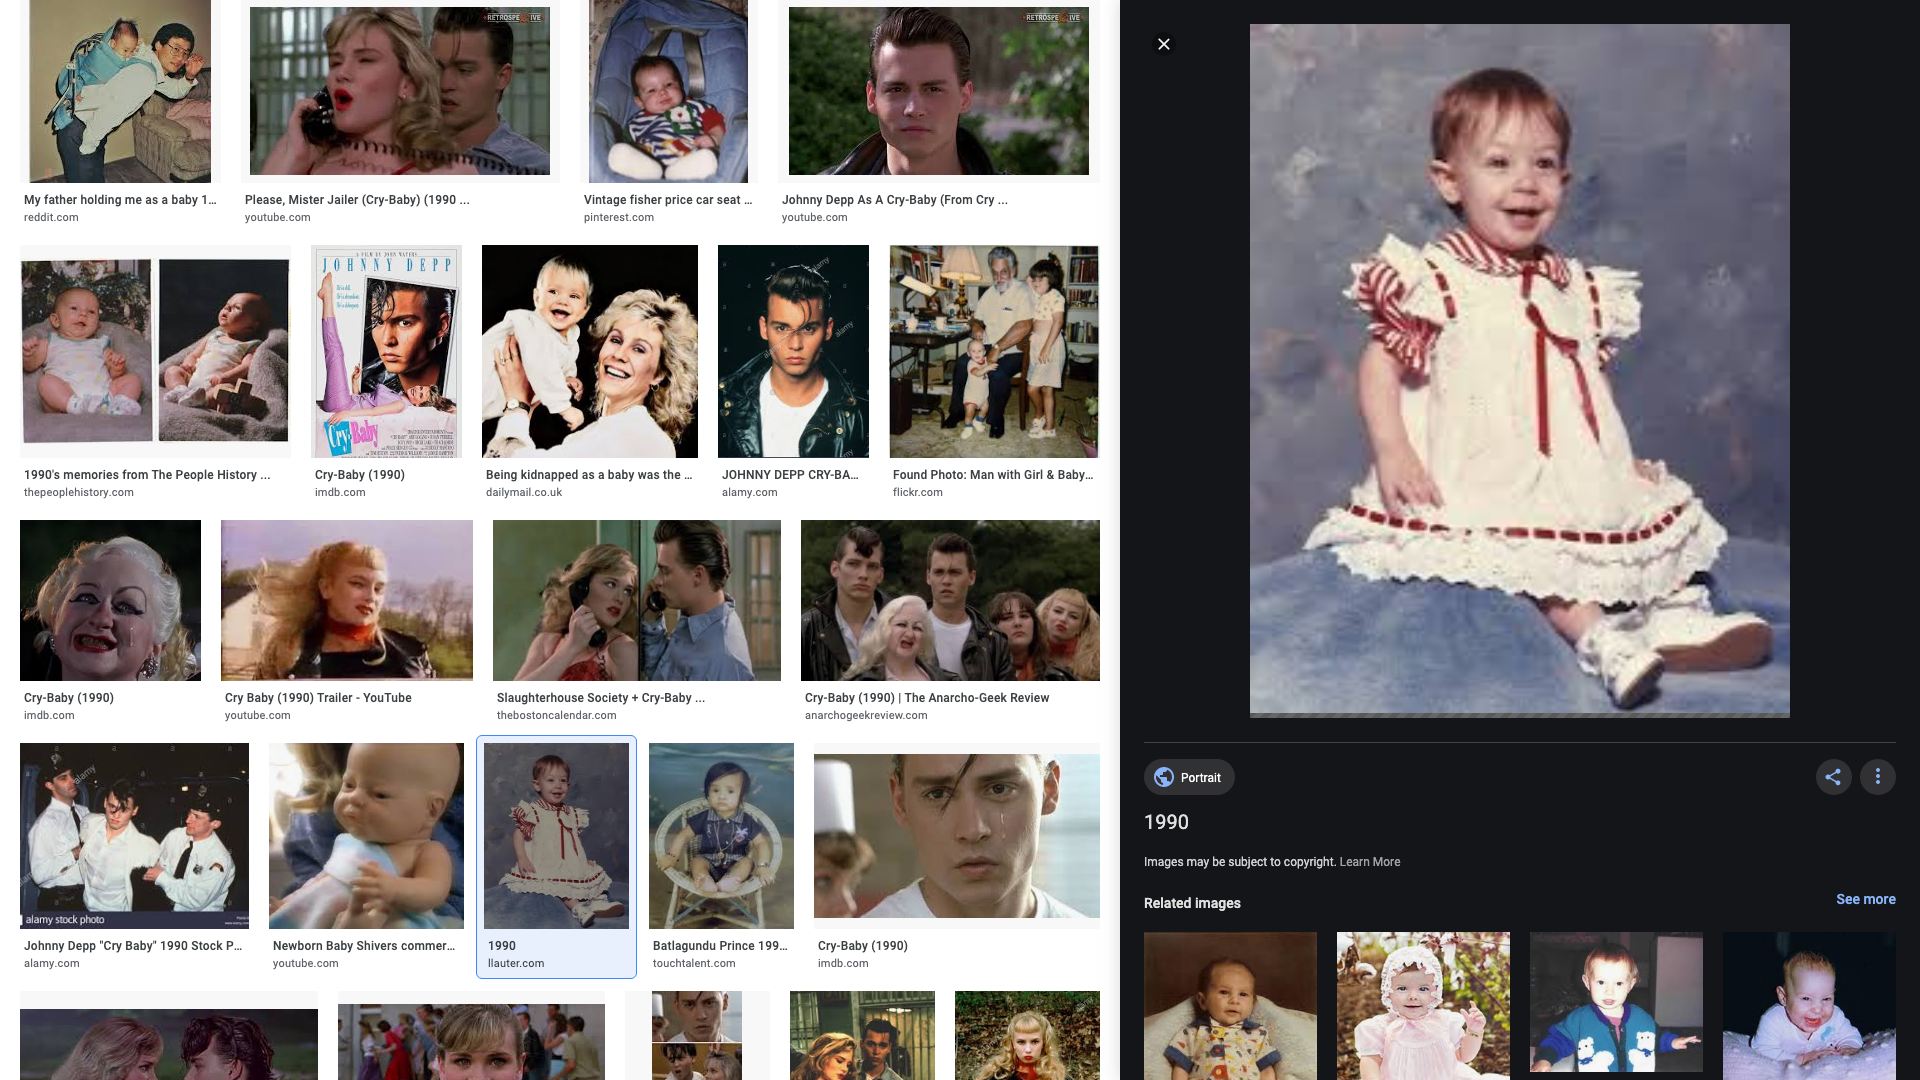 RETROSPE IVE
RETROSPE IVE
My father holding me as a baby 1...
reddit.com
Please, Mister Jailer (Cry-Baby) (1990 ...
youtube.com
Vintage fisher price car seat ...
pinterest.com
Johnny Depp As A Cry-Baby (From Cry ...
youtube.com
A FILM BY JOHN WATERS
JOHNNY DEPP
Cry-Baby
alamy
alamy
1990's memories from The People History ...
thepeoplehistory.com
Cry-Baby (1990)
imdb.com
Being kidnapped as a baby was the ...
dailymail.co.uk
JOHNNY DEPP CRY-BA...
alamy.com
Found Photo: Man with Girl & Baby...
flickr.com
Cry-Baby (1990)
imdb.com
Cry Baby (1990) Trailer - YouTube
youtube.com
Slaughterhouse Society + Cry-Baby ...
thebostoncalendar.com
Cry-Baby (1990) | The Anarcho-Geek Review
anarchogeekreview.com
alamy
alamy stock photo
Johnny Depp "Cry Baby" 1990 Stock P...
alamy.com
Newborn Baby Shivers commer...
youtube.com
1990
llauter.com
Batlagundu Prince 199...
touchtalent.com
Cry-Baby (1990)
imdb.com
Portrait
1990
Images may be subject to copyright. Learn More
Related images
See more